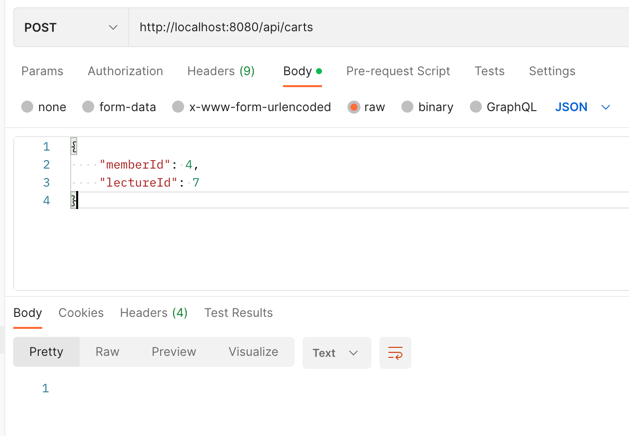 POST http://localhost:8080/api/carts
Params Authorization Headers (9) Body Pre-request Script Tests Settings
none form-data x-www-form-urlencoded raw binary GraphQL JSON
1 {
2 "memberId": 4,
3 "lectureId": 7
4 }
Body Cookies Headers (4) Test Results
Pretty Raw Preview Visualize Text
1